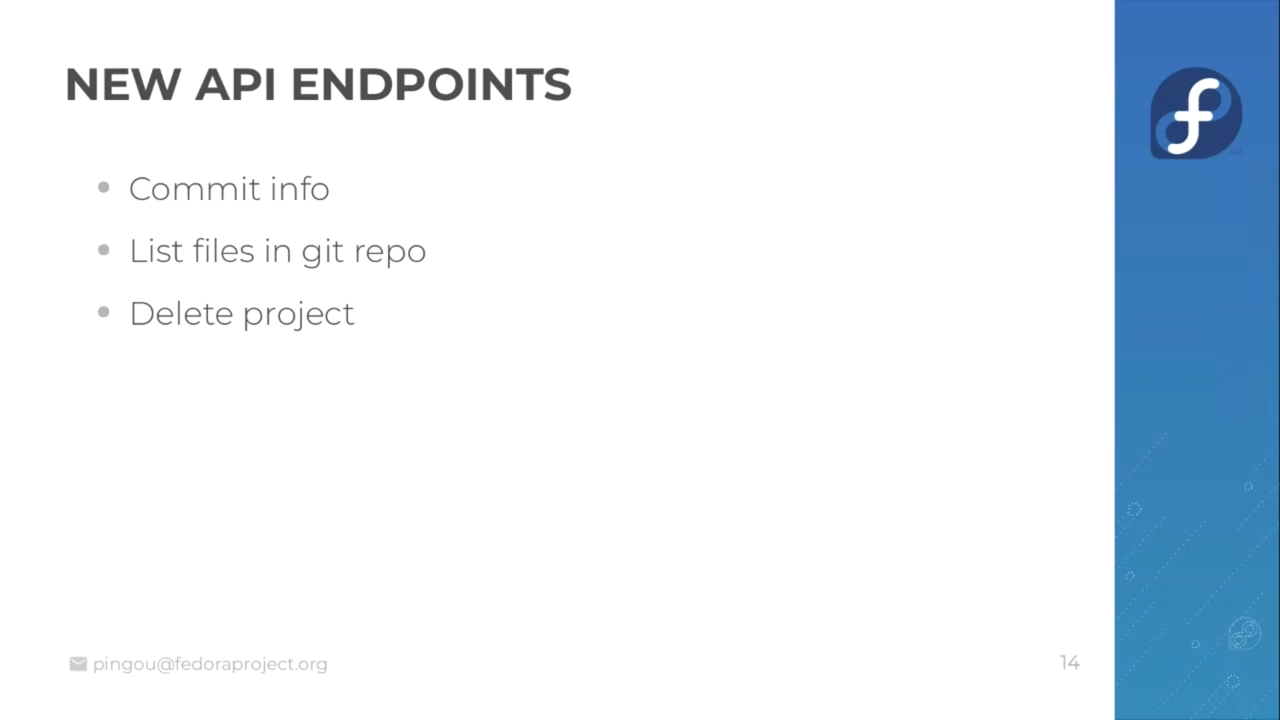 NEW API ENDPOINTS
Commit info
List files in git repo
Delete project
pingou@fedoraproject.org
14